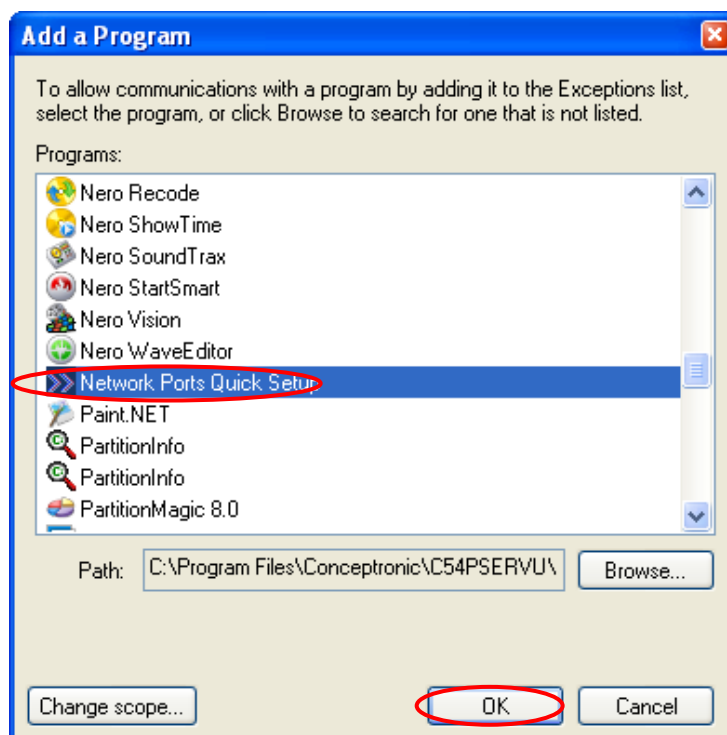 Add a Program
To allow communications with a program by adding it to the Exceptions list,
select the program, or click Browse to search for one that is not listed.
Programs:
Nero Recode
Nero ShowTime
Nero SoundTrax
Nero StartSmart
Nero Vision
Nero WaveEditor
Network Ports Quick Setup
Paint.NET
PartitionInfo
PartitionInfo
PartitionMagic 8.0
Path: C:\Program Files\Conceptronic\C54PSERVU\ Browse...
Change scope... OK Cancel